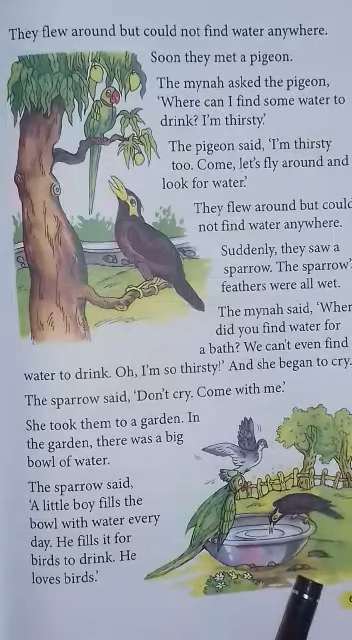 They flew around but could not find water anywhere.
Soon they met a pigeon.
The mynah asked the pigeon,
'Where can I find some water to
drink? I'm thirsty.'
The pigeon said, 'I'm thirsty
too. Come, let's fly around and
look for water.'
They flew around but could
not find water anywhere.
Suddenly, they saw a
sparrow. The sparrow's
feathers were all wet.
The mynah said, 'Wher
did you find water for
a bath? We can't even find
water to drink. Oh, I'm so thirsty!' And she began to cry.
The sparrow said, 'Don't cry. Come with me.'
She took them to a garden. In
the garden, there was a big
bowl of water.
The sparrow said,
'A little boy fills the
bowl with water every
day. He fills it for
birds to drink. He
loves birds.'